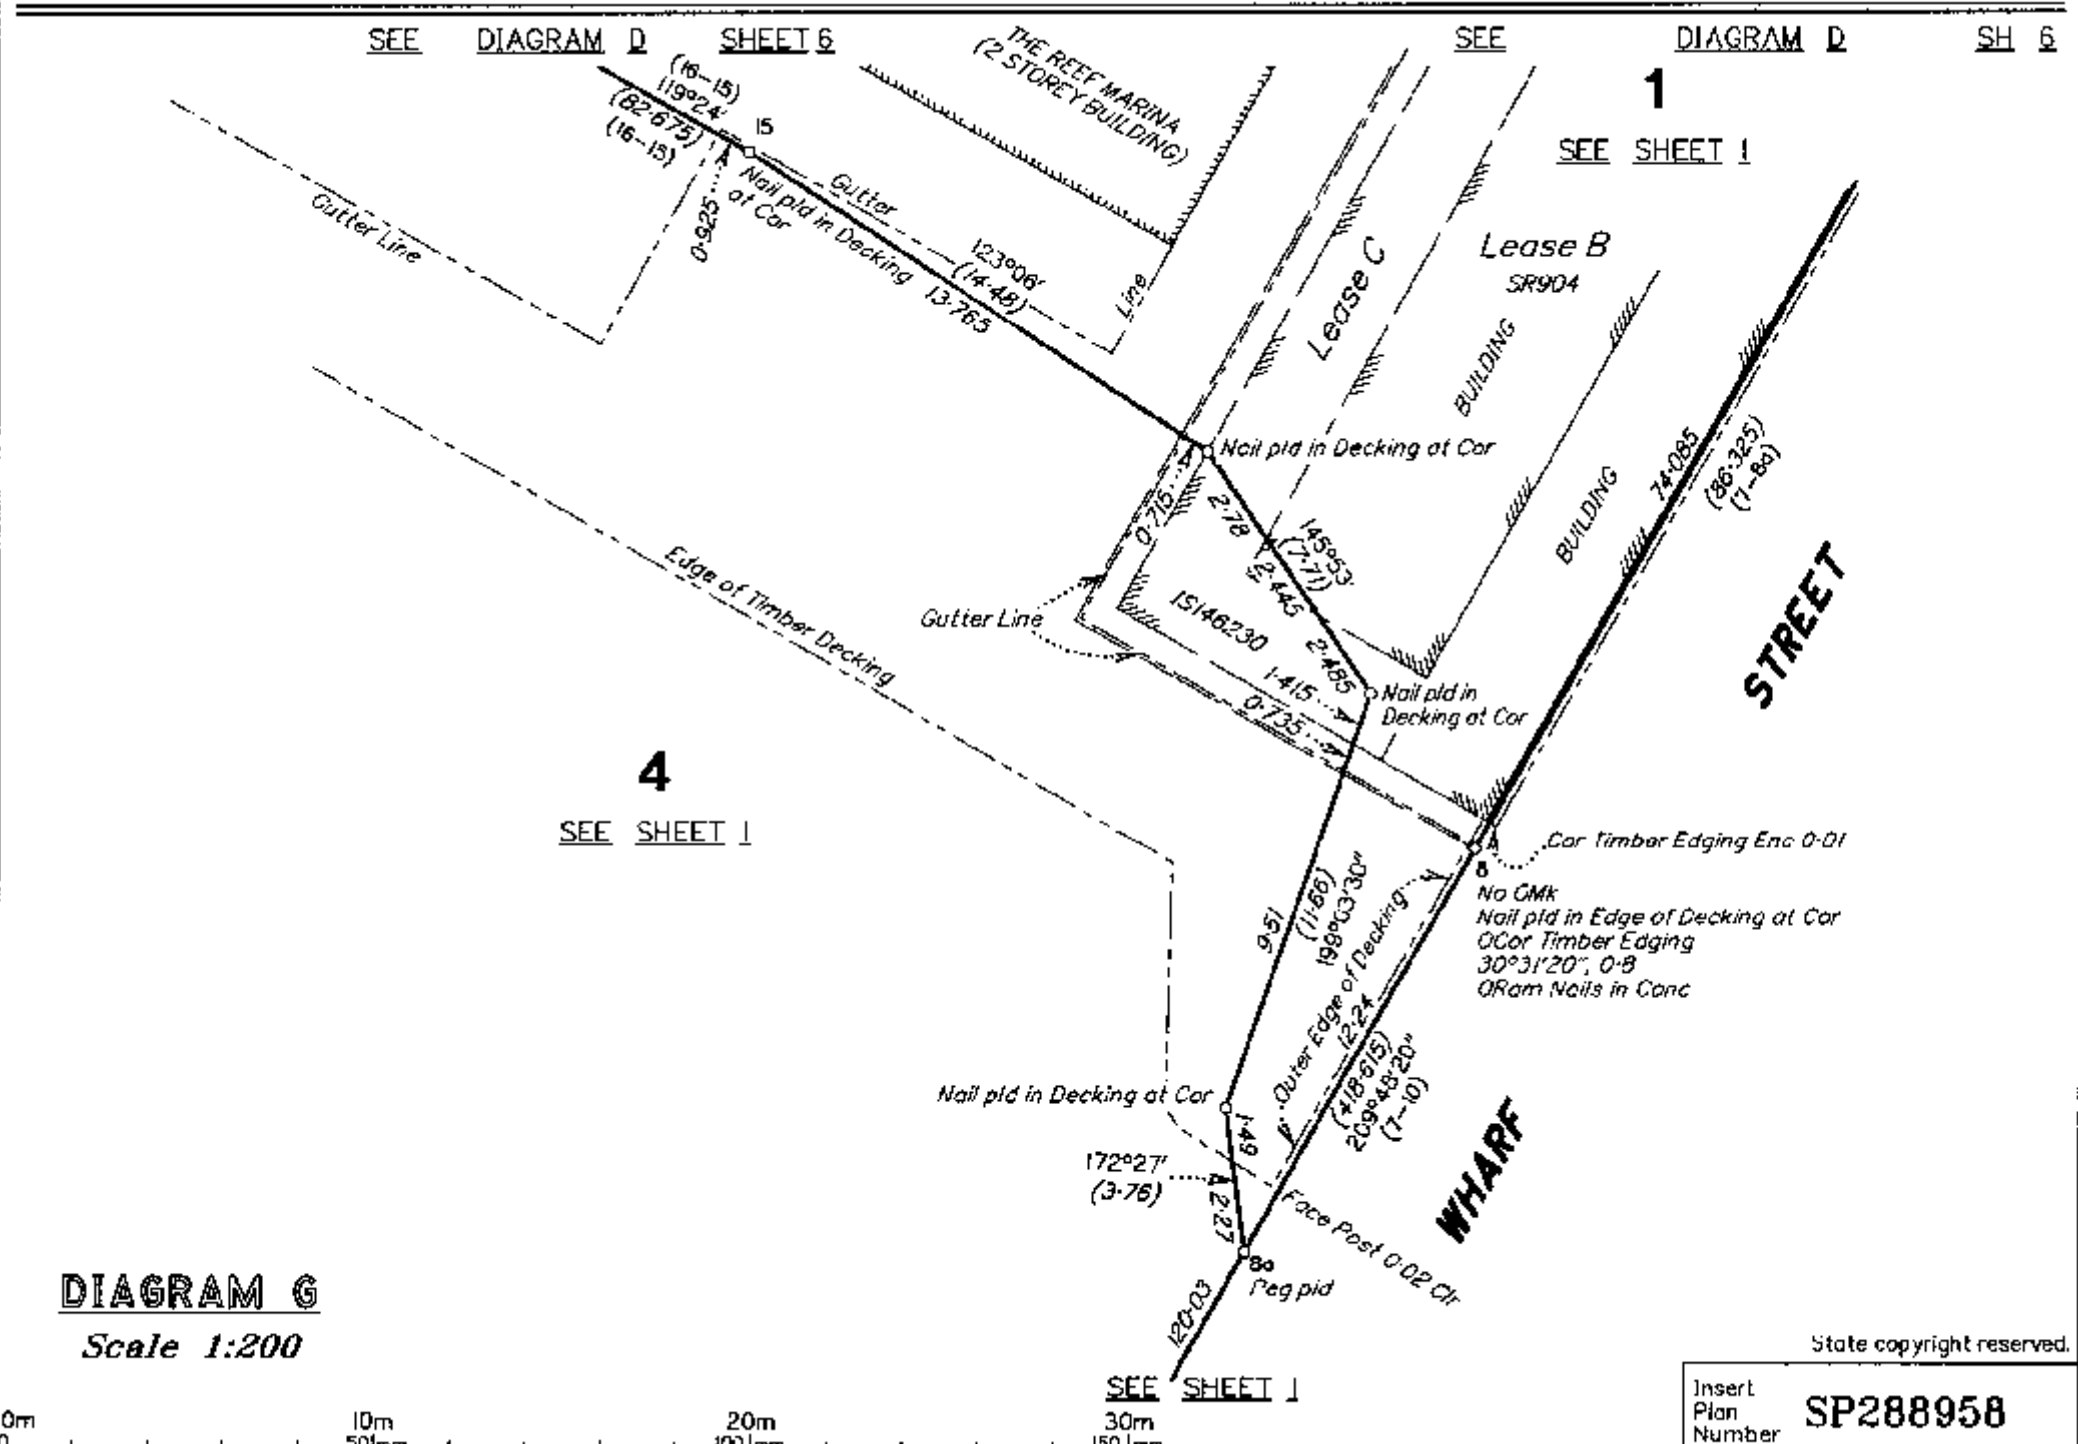 SEE DIAGRAM D SHEET 6
SEE DIAGRAM D SH 6
THE REEF MARINA
(2 STOREY BUILDING)
1
SEE SHEET 1
(16-15)
119°24'
(82·675)
(16-15)
15
Nail pld in Decking
at Cor
0·925
Gutter Line
Gutter
Line
123°06'
(14·48)
13·765
Lease C
Lease B
SR904
BUILDING
BUILDING
74·085
(86·325)
(7-8a)
STREET
Nail pld in Decking at Cor
0·715
2·78
145°53'
(7·71)
2·445
2·485
IS146230
1·415
0·735
Gutter Line
Edge of Timber Decking
Nail pld in
Decking at Cor
4
SEE SHEET 1
Cor Timber Edging Enc 0·01
8
No OMk
Nail pld in Edge of Decking at Cor
OCor Timber Edging
30°31'20", 0·8
ORam Nails in Conc
9·51
(11·66)
199°03'30"
Outer Edge of Decking
12·24
(418·615)
209°48'20"
(7-10)
Nail pld in Decking at Cor
1·49
172°27'
(3·76)
2·27
Face Post 0·02 Clr
WHARF
8a
Peg pld
120·03
DIAGRAM G
Scale 1:200
SEE SHEET 1
State copyright reserved.
Insert
Plan
Number
SP288958
0m 10m 20m 30m